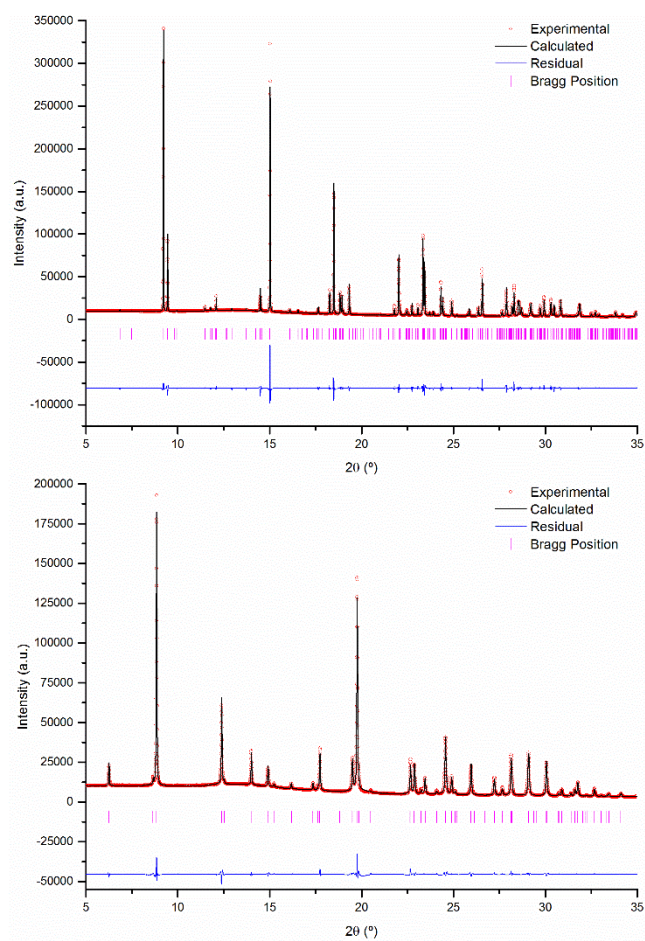 Experimental
Calculated
Residual
Bragg Position
350000
300000
250000
200000
150000
100000
50000
0
-50000
-100000
Intensity (a.u.)
5 10 15 20 25 30 35
2θ (º)
Experimental
Calculated
Residual
Bragg Position
200000
175000
150000
125000
100000
75000
50000
25000
0
-25000
-50000
Intensity (a.u.)
5 10 15 20 25 30 35
2θ (º)